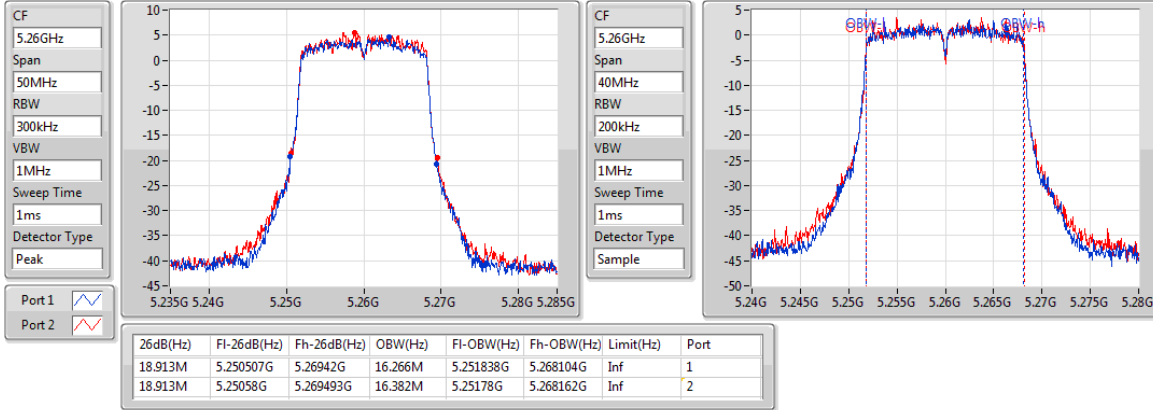 CF
5.26GHz
Span
50MHz
RBW
300kHz
VBW
1MHz
Sweep Time
1ms
Detector Type
Peak
Port 1
Port 2
10
5
0
-5
-10
-15
-20
-25
-30
-35
-40
-45
5.235G 5.24G 5.25G 5.26G 5.27G 5.28G 5.285G
CF
5.26GHz
Span
40MHz
RBW
200kHz
VBW
1MHz
Sweep Time
1ms
Detector Type
Sample
5
0
-5
-10
-15
-20
-25
-30
-35
-40
-45
-50
OBW-h
5.24G 5.245G 5.25G 5.255G 5.26G 5.265G 5.27G 5.275G 5.28G
26dB(Hz) Fl-26dB(Hz) Fh-26dB(Hz) OBW(Hz) Fl-OBW(Hz) Fh-OBW(Hz) Limit(Hz) Port
18.913M 5.250507G 5.26942G 16.266M 5.251838G 5.268104G Inf 1
18.913M 5.25058G 5.269493G 16.382M 5.25178G 5.268162G Inf 2